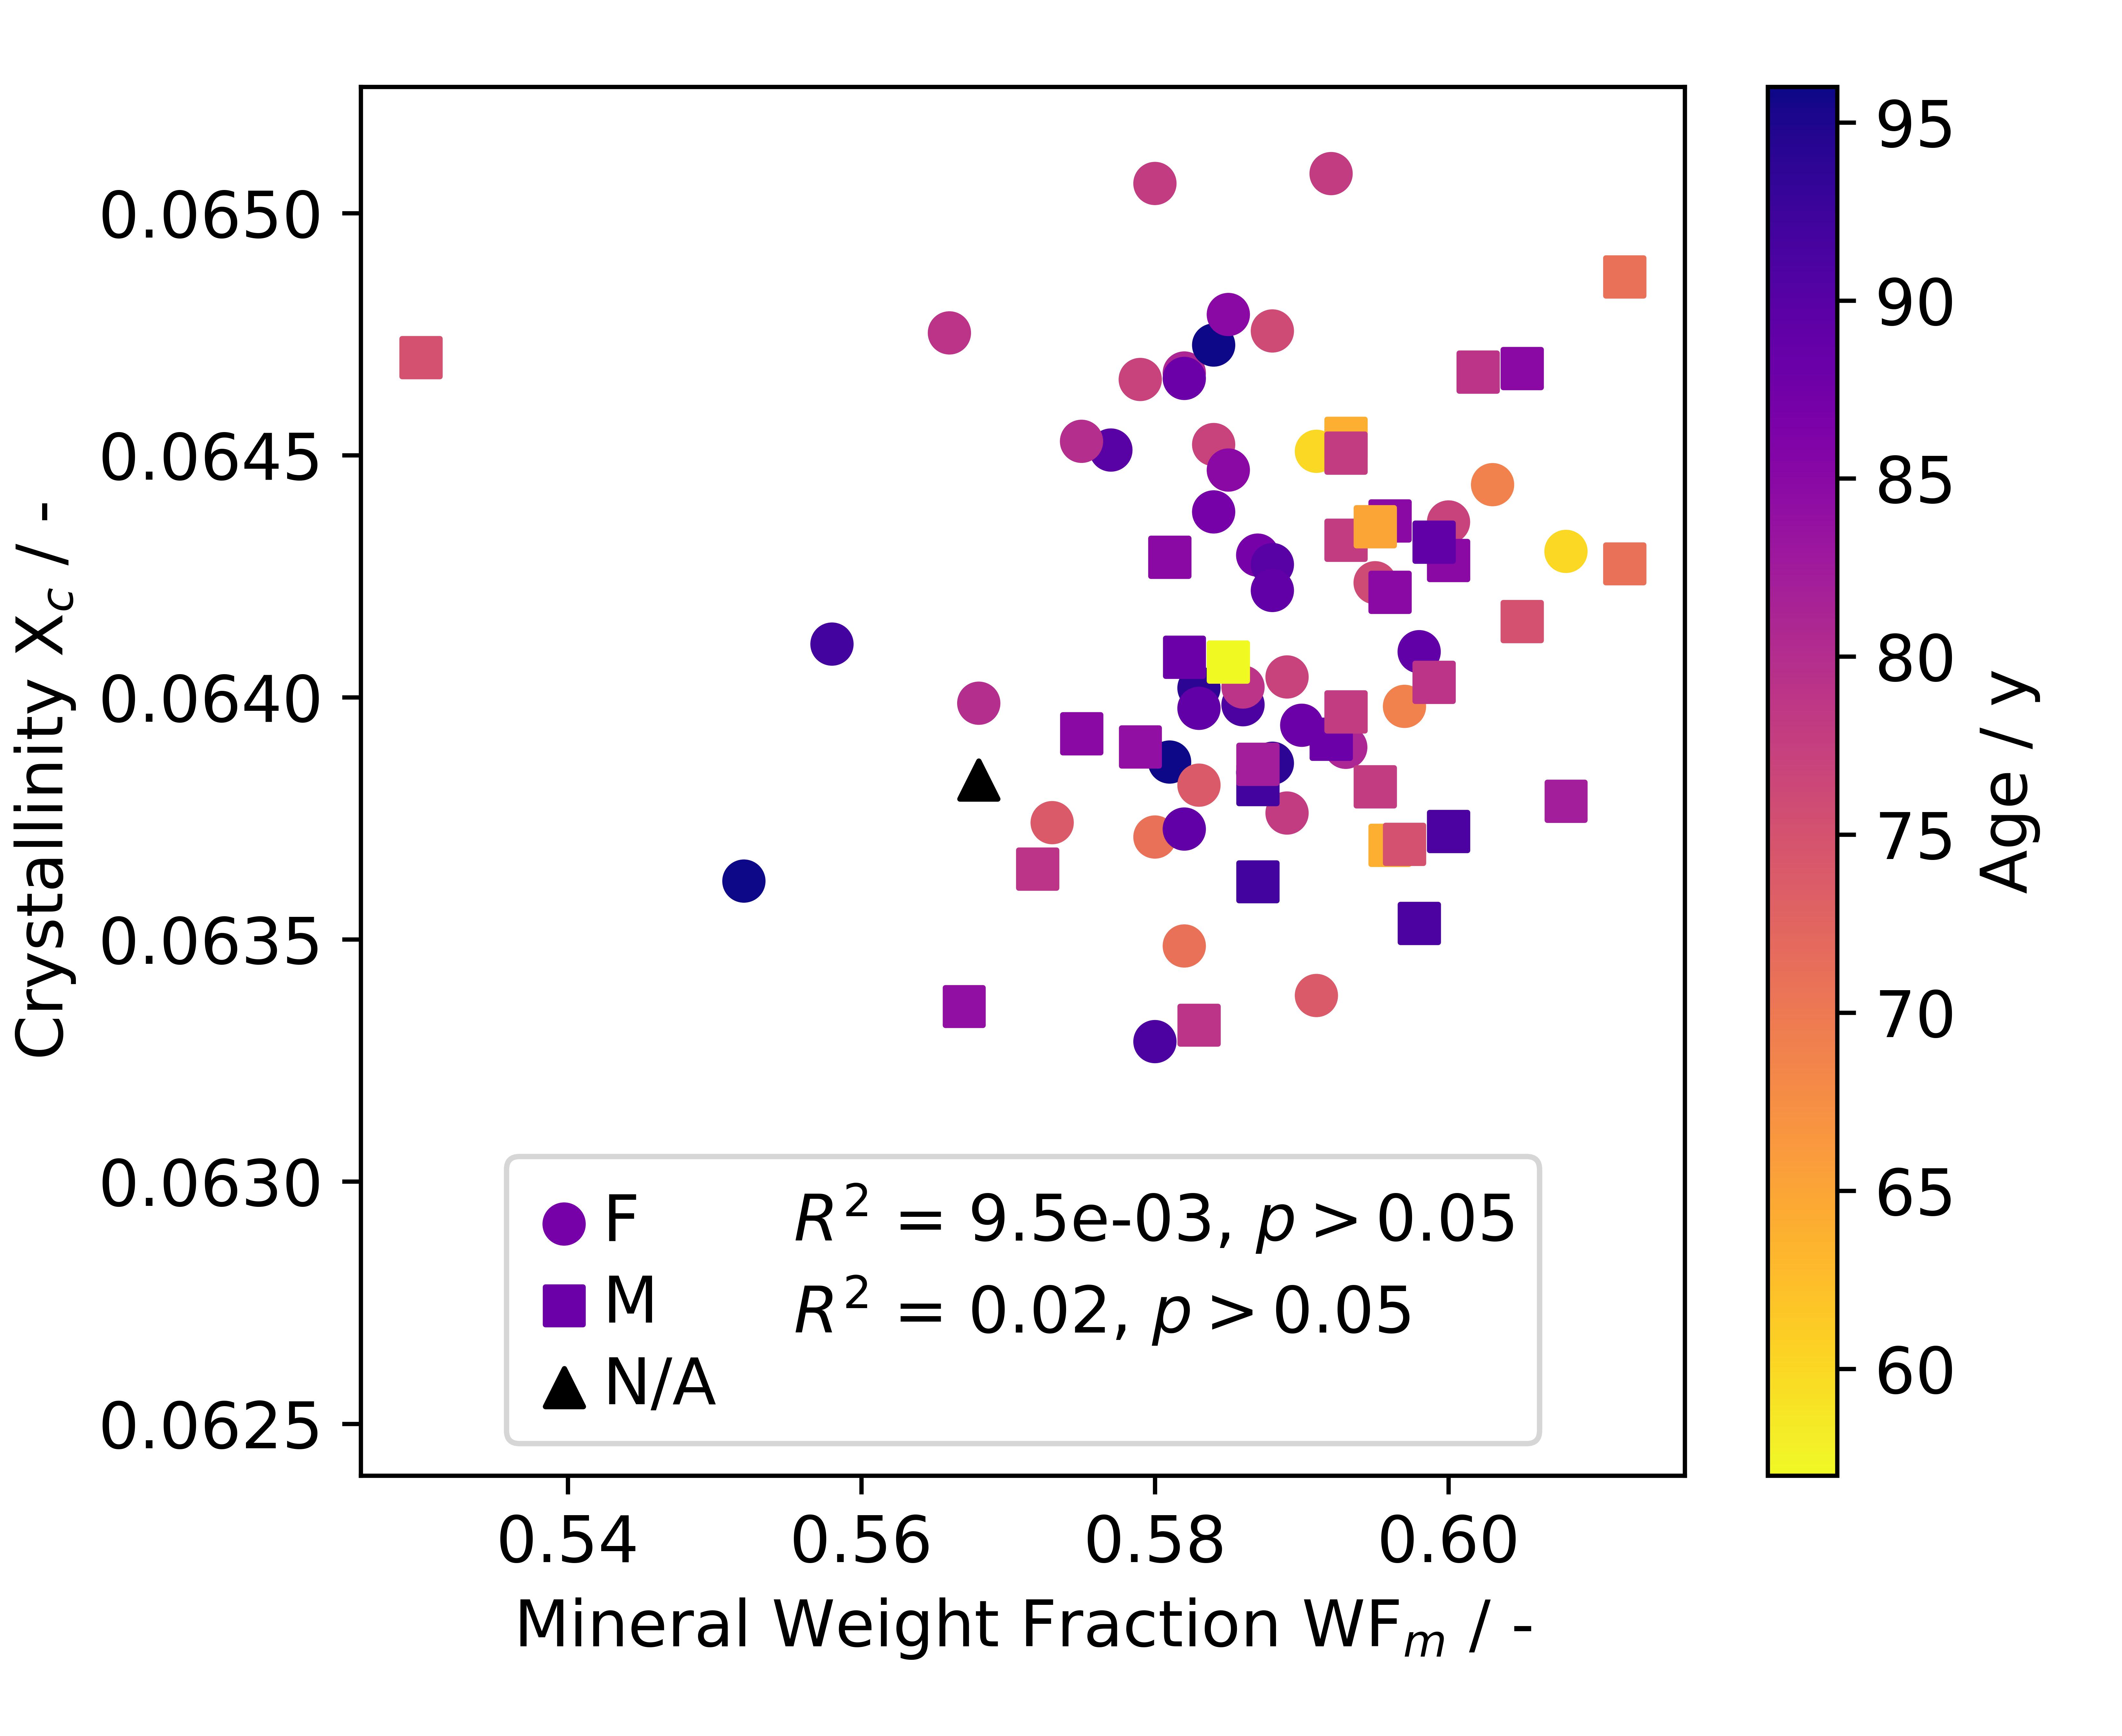 Crystallinity X_c / -
0.0650
0.0645
0.0640
0.0635
0.0630
0.0625
F R² = 9.5e-03, p > 0.05
M R² = 0.02, p > 0.05
N/A
0.54 0.56 0.58 0.60
Mineral Weight Fraction WF_m / -
95
90
85
80
75
70
65
60
Age / y